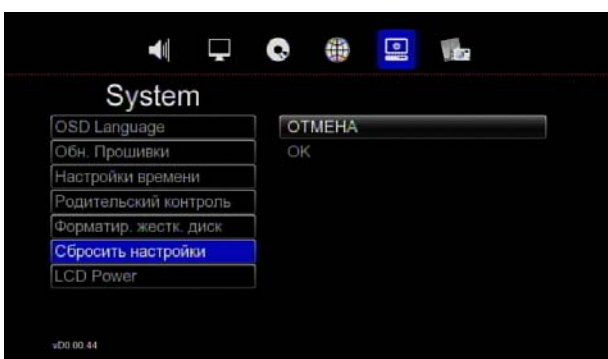 System
OSD Language
ОТМЕНА
Обн. Прошивки
OK
Настройки времени
Родительский контроль
Форматир. жестк. диск
Сбросить настройки
LCD Power
vD0.00.44